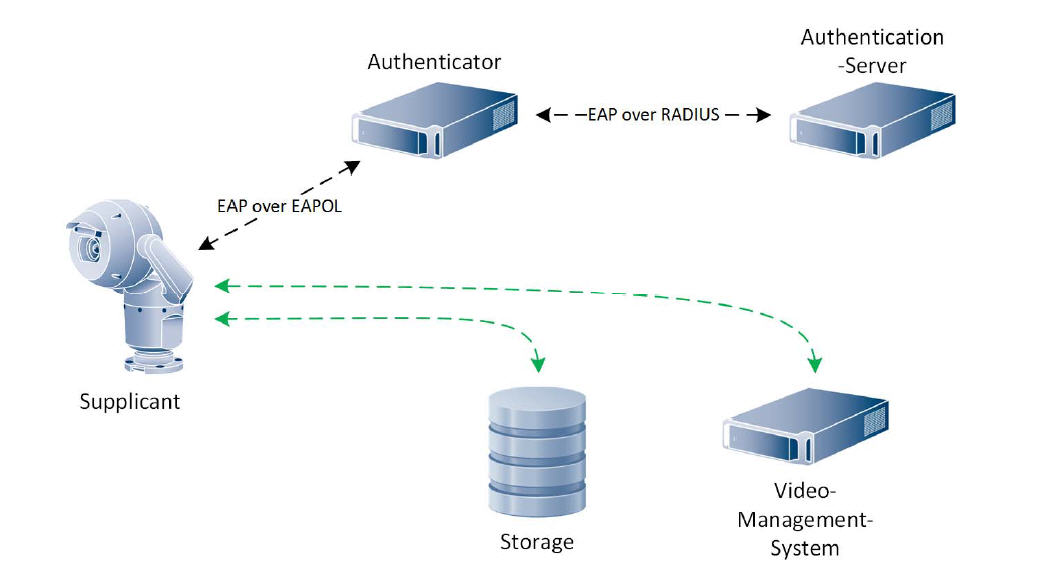 Authentication
-Server
Authenticator
EAP over RADIUS
EAP over EAPOL
Supplicant
Storage
Video-
Management-
System